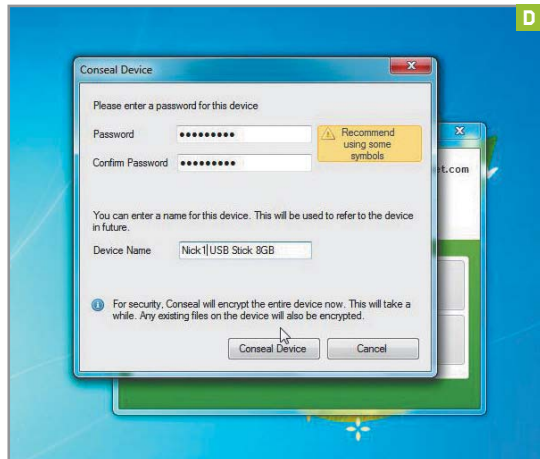 D
Conseal Device
Please enter a password for this device
Password ●●●●●●●●●
Recommend
using some
symbols
Confirm Password ●●●●●●●●●
et.com
You can enter a name for this device. This will be used to refer to the device
in future.
Device Name Nick1 USB Stick 8GB
For security, Conseal will encrypt the entire device now. This will take a
while. Any existing files on the device will also be encrypted.
Conseal Device Cancel